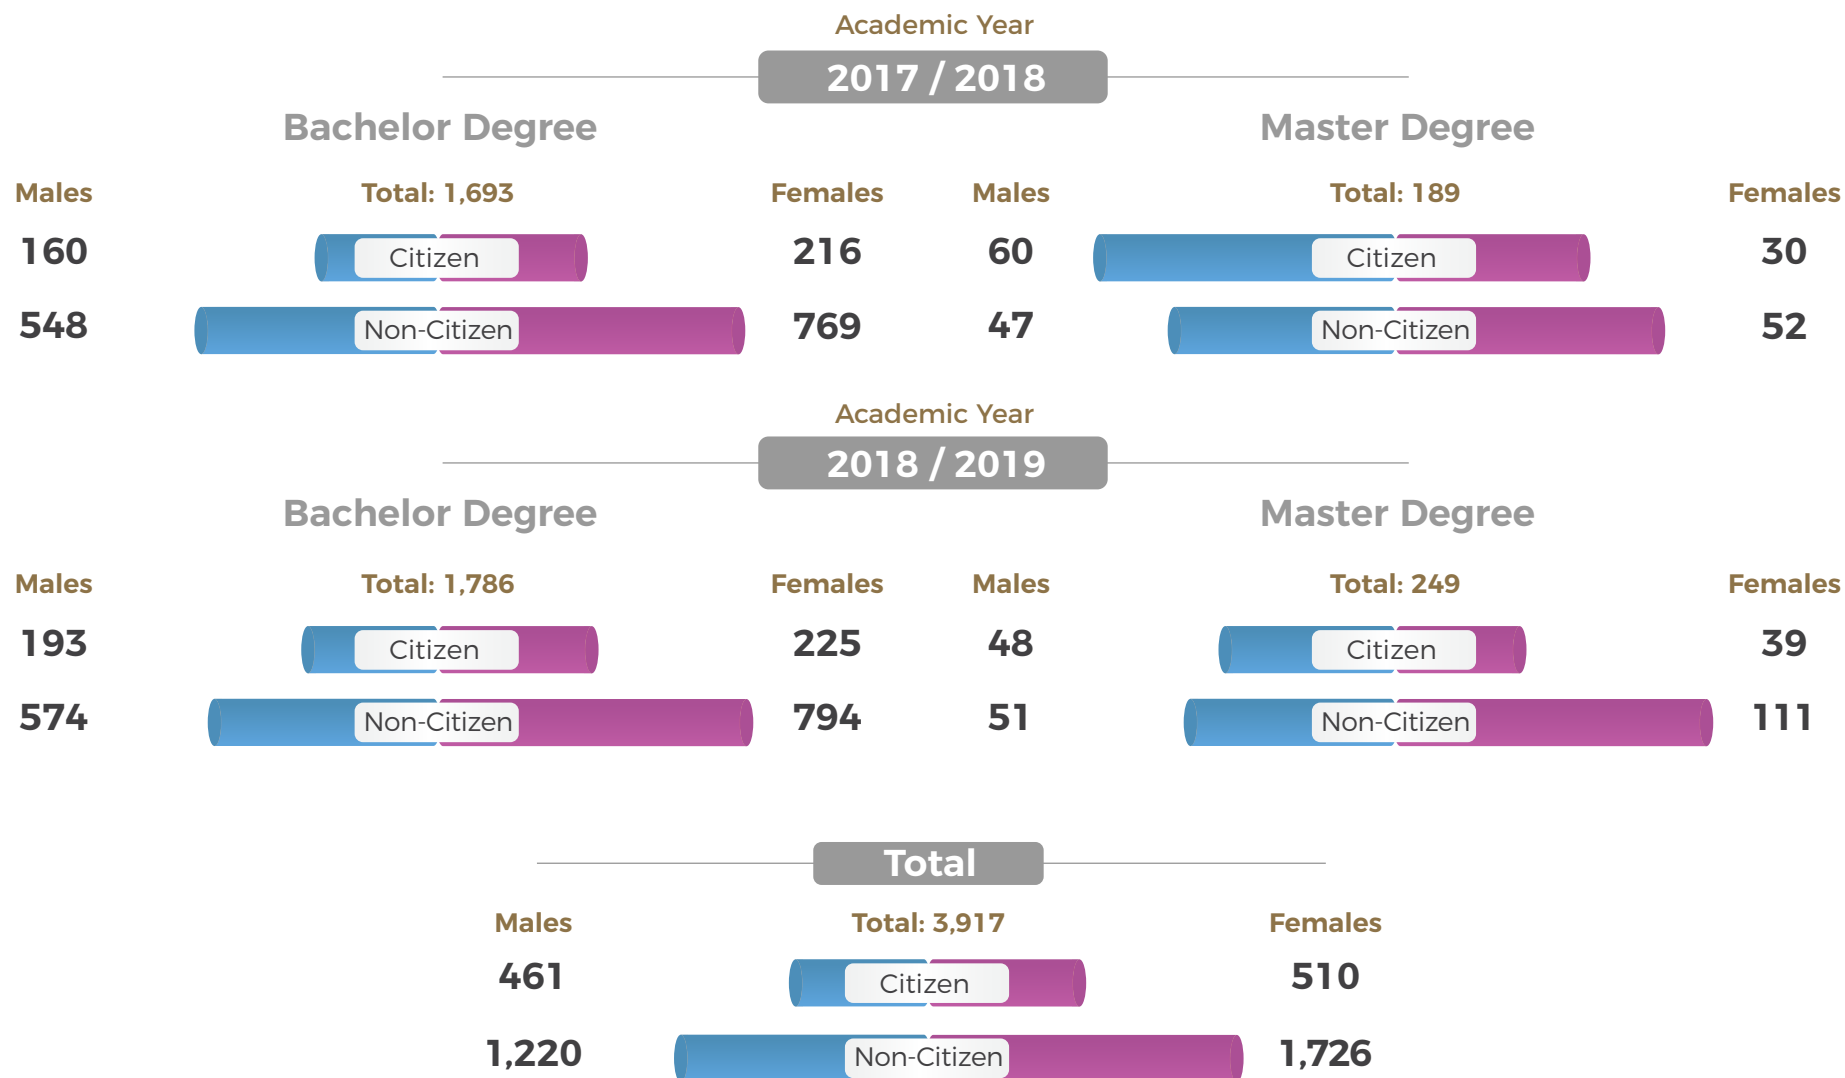 Academic Year
2017 / 2018
Bachelor Degree
Master Degree
Males Total: 1,693 Females
160 Citizen 216
548 Non-Citizen 769
Males Total: 189 Females
60 Citizen 30
47 Non-Citizen 52
Academic Year
2018 / 2019
Bachelor Degree
Master Degree
Males Total: 1,786 Females
193 Citizen 225
574 Non-Citizen 794
Males Total: 249 Females
48 Citizen 39
51 Non-Citizen 111
Total
Males Total: 3,917 Females
461 Citizen 510
1,220 Non-Citizen 1,726